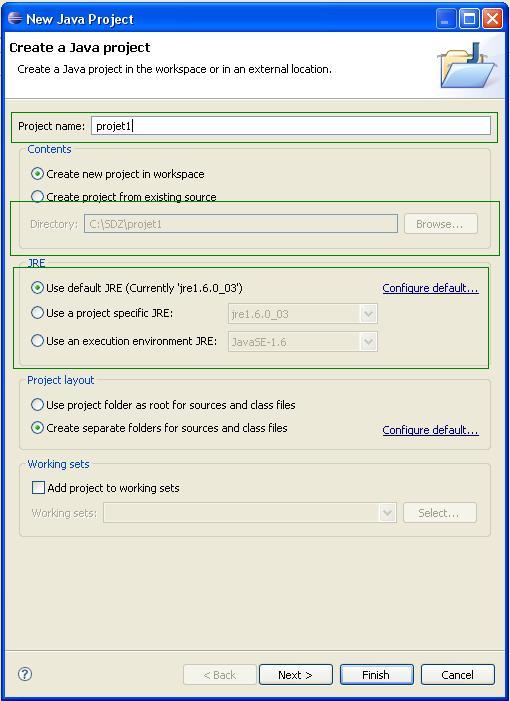 New Java Project
Create a Java project
Create a Java project in the workspace or in an external location.
Project name: projet1
Contents
Create new project in workspace
Create project from existing source
Directory: C:\SDZ\projet1 Browse...
JRE
Use default JRE (Currently 'jre1.6.0_03') Configure default...
Use a project specific JRE: jre1.6.0_03
Use an execution environment JRE: JavaSE-1.6
Project layout
Use project folder as root for sources and class files
Create separate folders for sources and class files Configure default...
Working sets
Add project to working sets
Working sets: Select...
? < Back Next > Finish Cancel